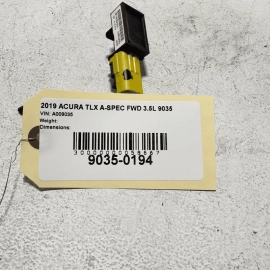 2019 ACURA TLX A-SPEC FWD 3.5L 9035
VIN: A009035
Weight:
Dimensions:
9035-0194